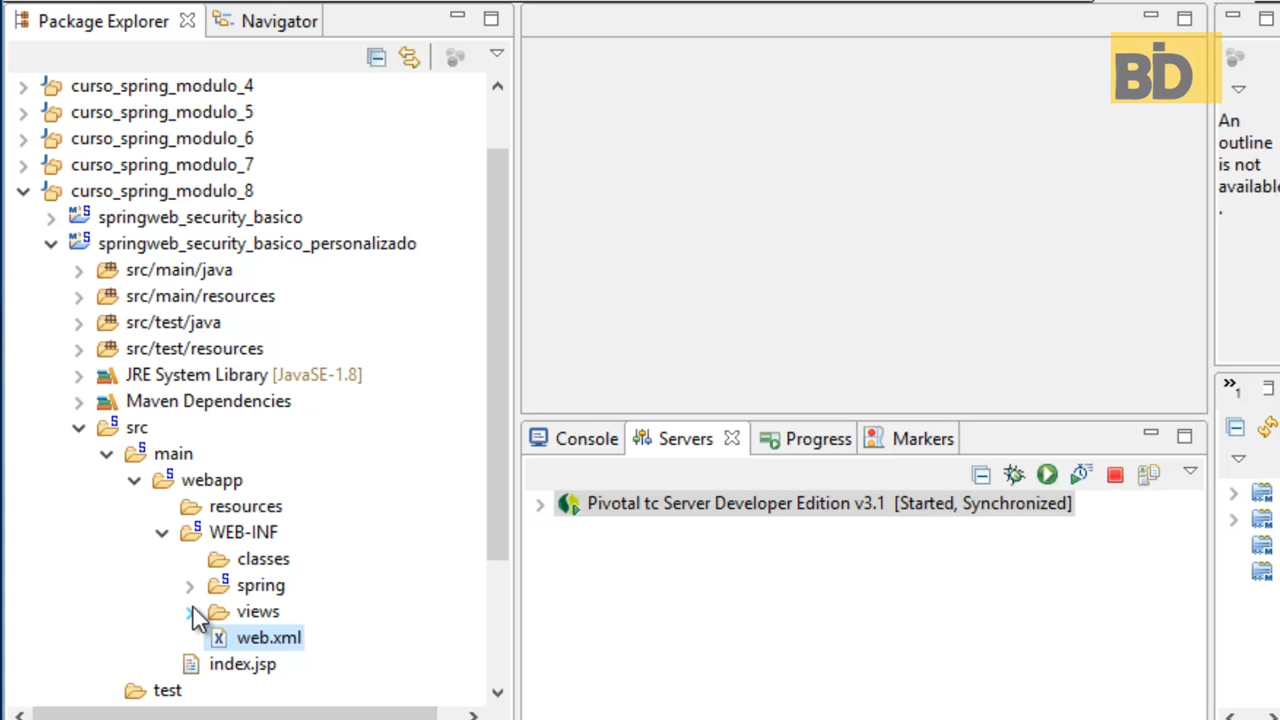 Package Explorer
Navigator
curso_spring_modulo_4
curso_spring_modulo_5
curso_spring_modulo_6
curso_spring_modulo_7
curso_spring_modulo_8
springweb_security_basico
springweb_security_basico_personalizado
src/main/java
src/main/resources
src/test/java
src/test/resources
JRE System Library [JavaSE-1.8]
Maven Dependencies
src
main
webapp
resources
WEB-INF
classes
spring
views
web.xml
index.jsp
test
Console
Servers
Progress
Markers
Pivotal tc Server Developer Edition v3.1 [Started, Synchronized]
BiD
An
outline
is not
available
.
»1